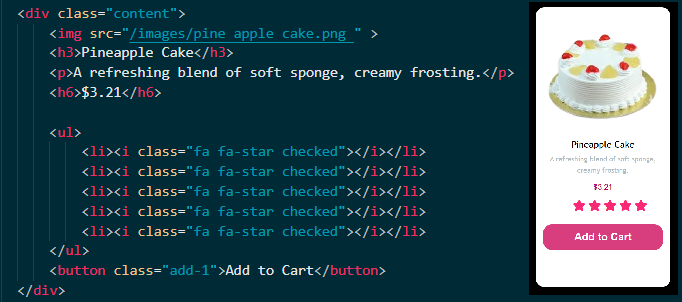 <div class="content">
<img src="/images/pine apple cake.png " >
<h3>Pineapple Cake</h3>
<p>A refreshing blend of soft sponge, creamy frosting.</p>
<h6>$3.21</h6>
<ul>
<li><i class="fa fa-star checked"></i></li>
<li><i class="fa fa-star checked"></i></li>
<li><i class="fa fa-star checked"></i></li>
<li><i class="fa fa-star checked"></i></li>
<li><i class="fa fa-star checked"></i></li>
</ul>
<button class="add-1">Add to Cart</button>
</div>
Pineapple Cake
A refreshing blend of soft sponge,
creamy frosting.
$3.21
Add to Cart